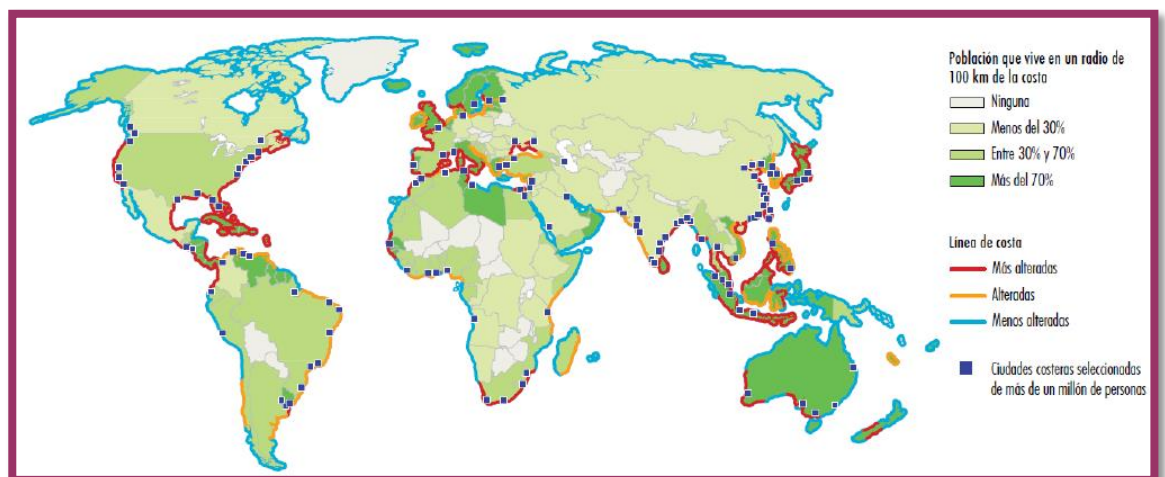 Población que vive en un radio de
100 km de la costa
Ninguna
Menos del 30%
Entre 30% y 70%
Más del 70%
Línea de costa
Más alteradas
Alteradas
Menos alteradas
Ciudades costeras seleccionadas
de más de un millón de personas